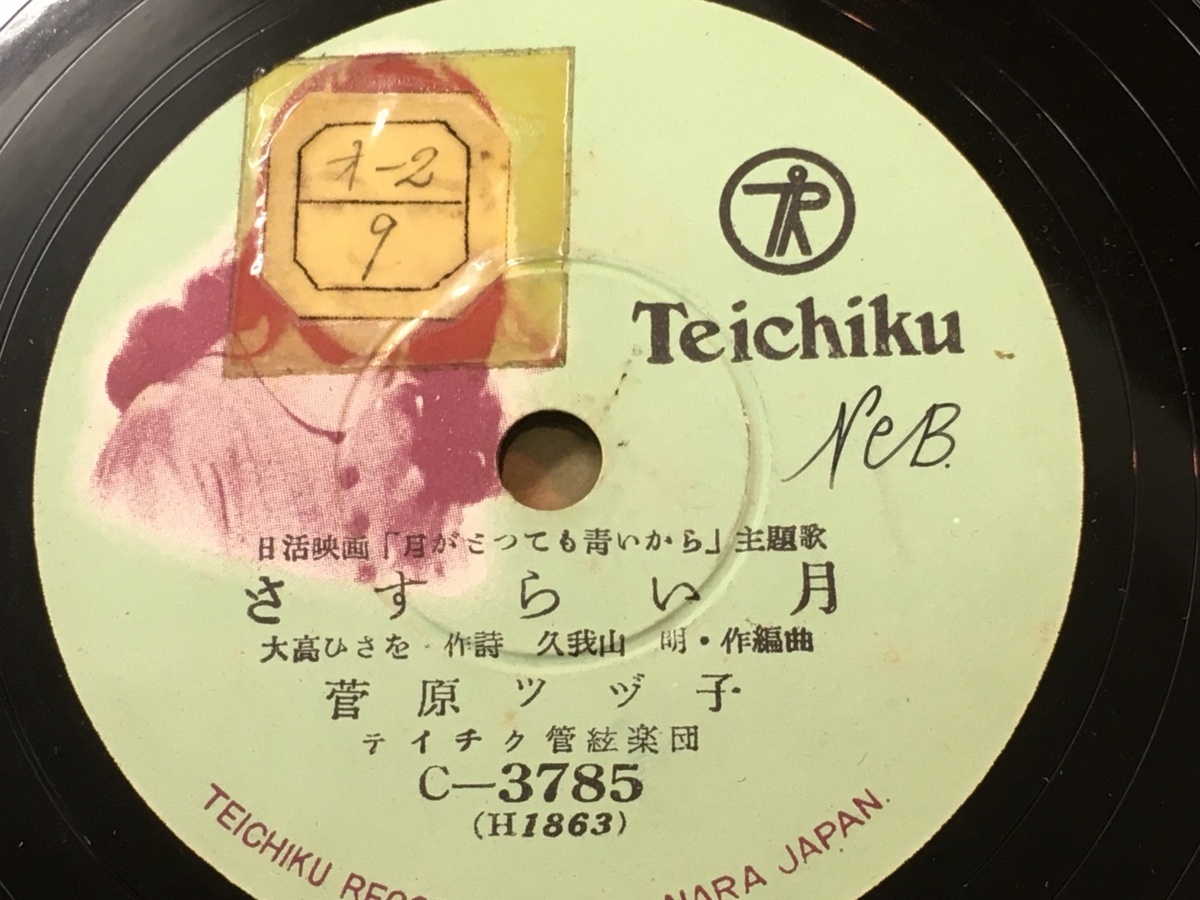 オ-2
9
TR
Teichiku
NeB.
日活映画「月がとつても青いから」主題歌
さすらい月
大高ひさを・作詩 久我山 明・作編曲
菅原ツヅ子
テイチク管絃楽団
C-3785
(H1863)
TEICHIKU NARA JAPAN.